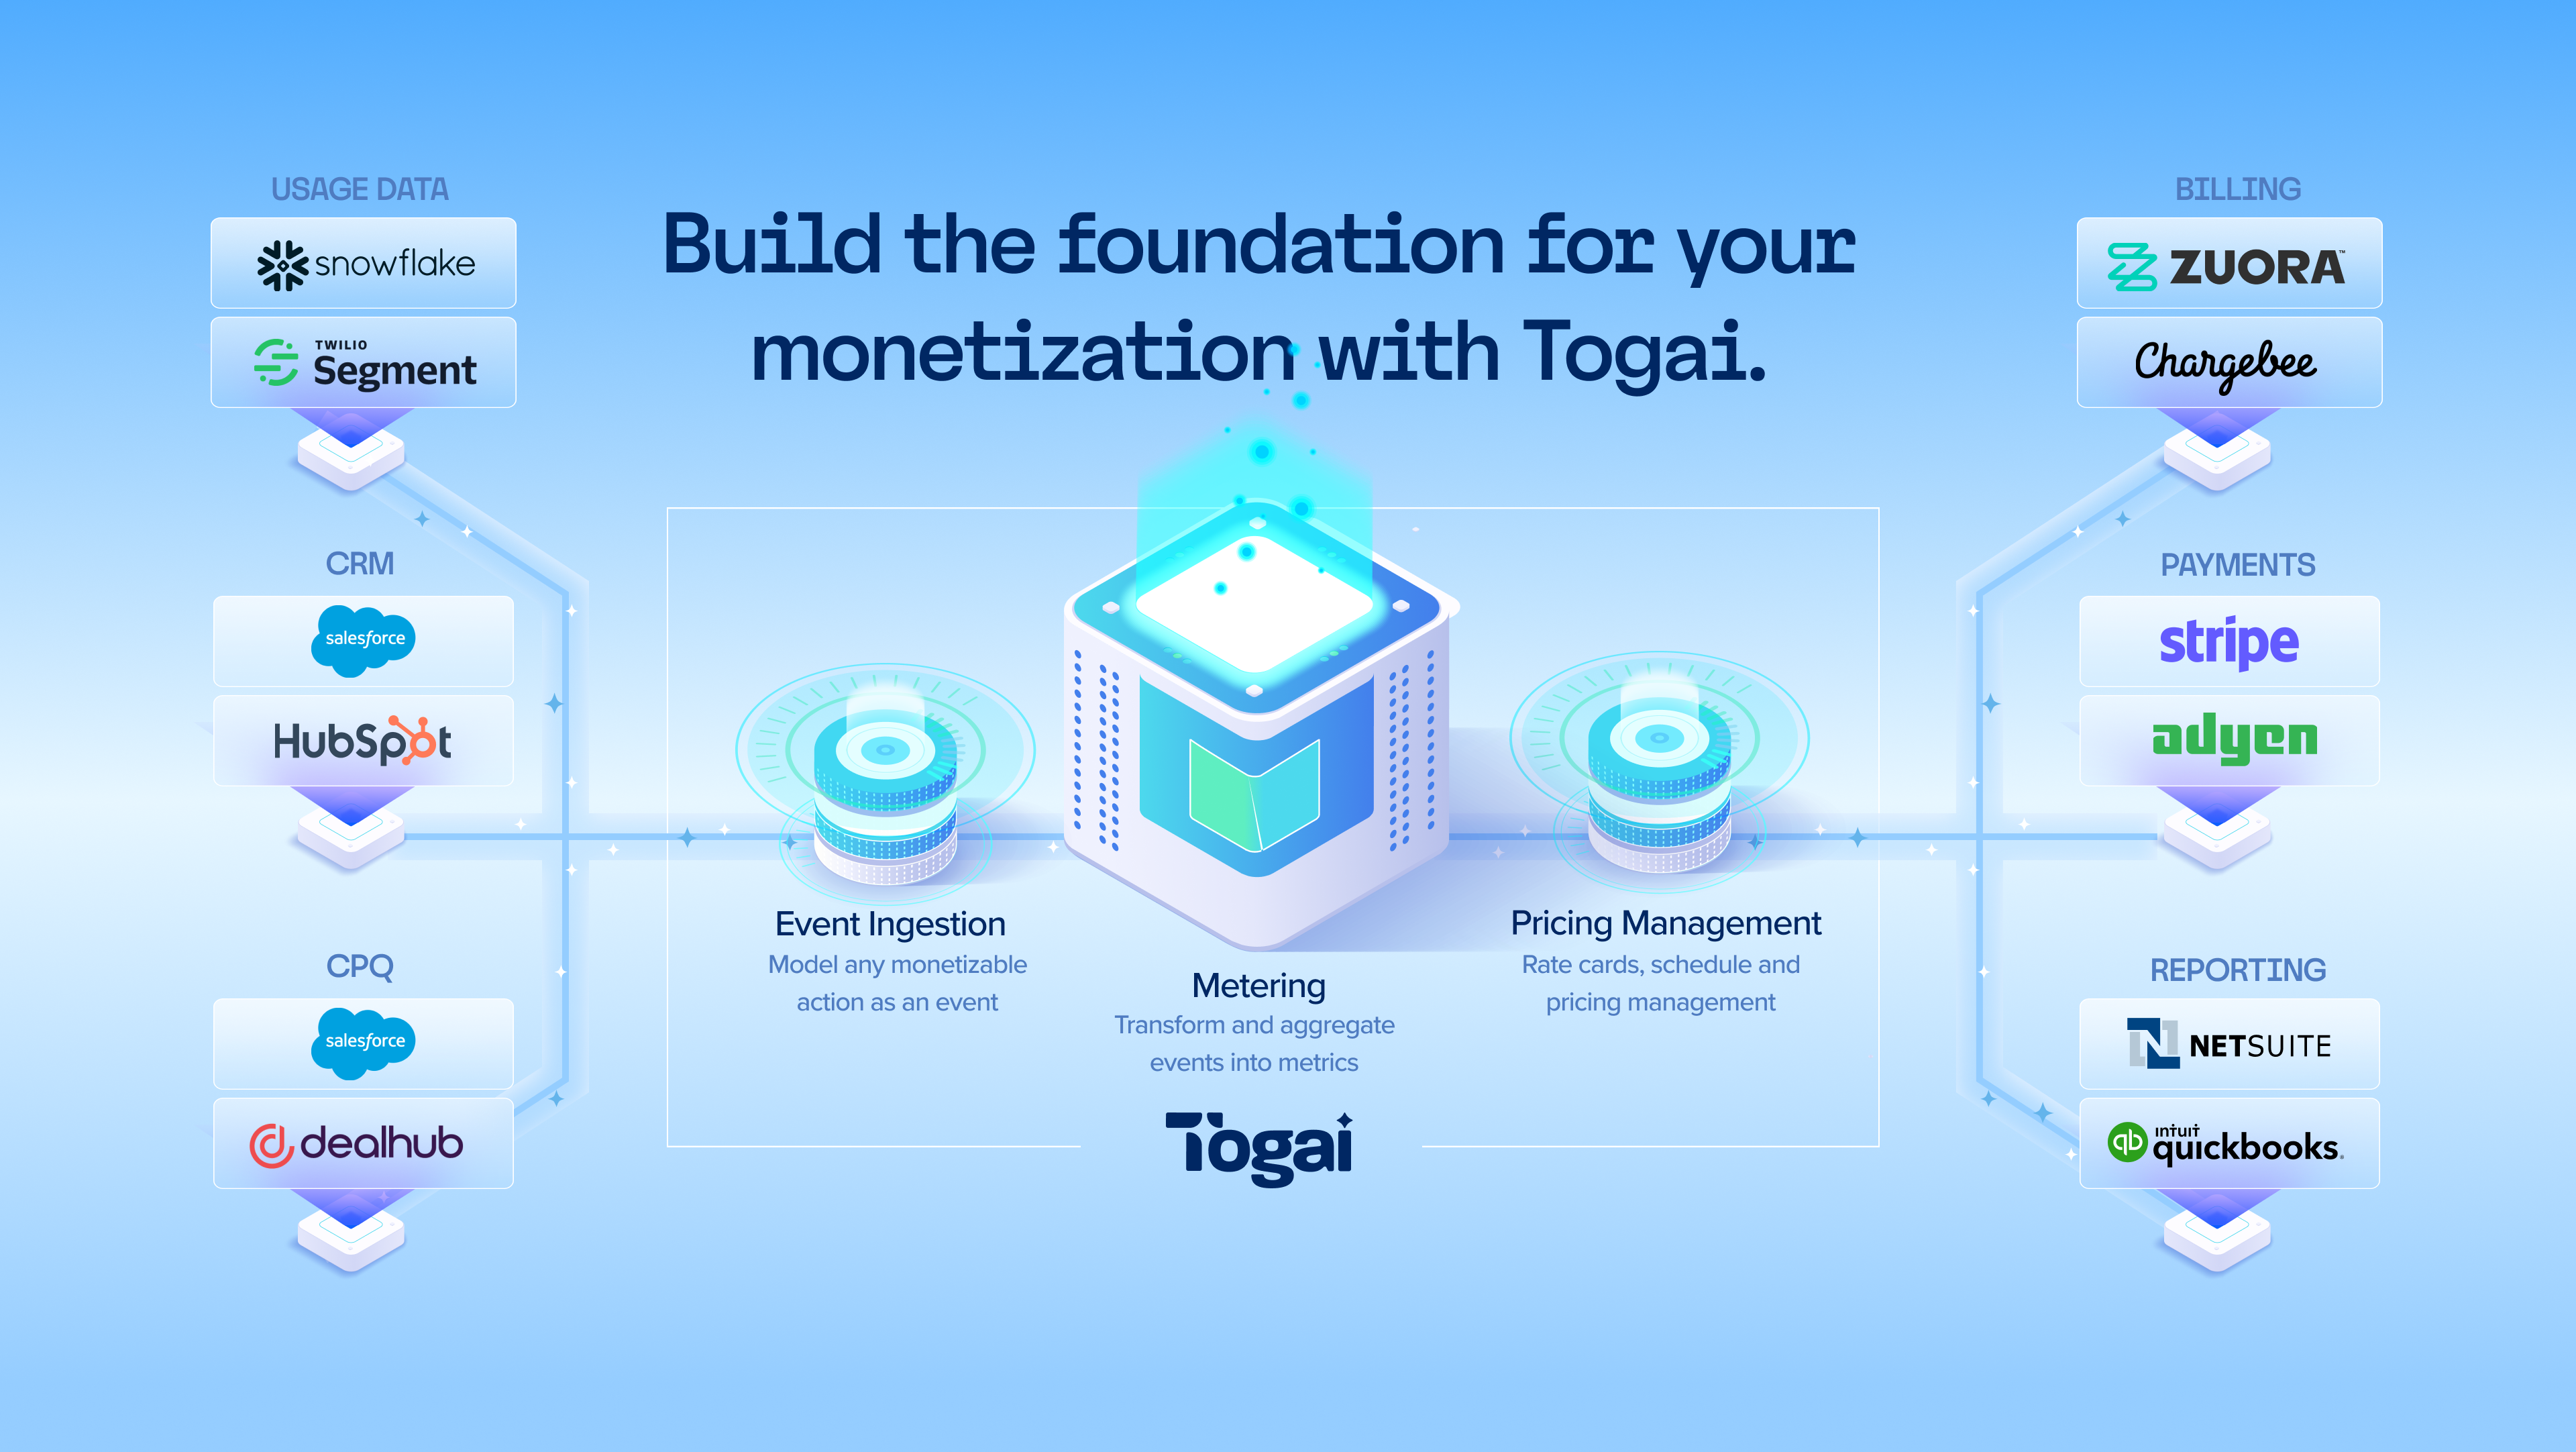 Build the foundation for your
monetization with Togai.
USAGE DATA
snowflake
TWILIO
Segment
CRM
salesforce
HubSpot
CPQ
salesforce
dealhub
Event Ingestion
Model any monetizable
action as an event
Metering
Transform and aggregate
events into metrics
Pricing Management
Rate cards, schedule and
pricing management
Togai
BILLING
ZUORA™
Chargebee
PAYMENTS
stripe
adyen
REPORTING
NETSUITE
qb
INTUIT
quickbooks.